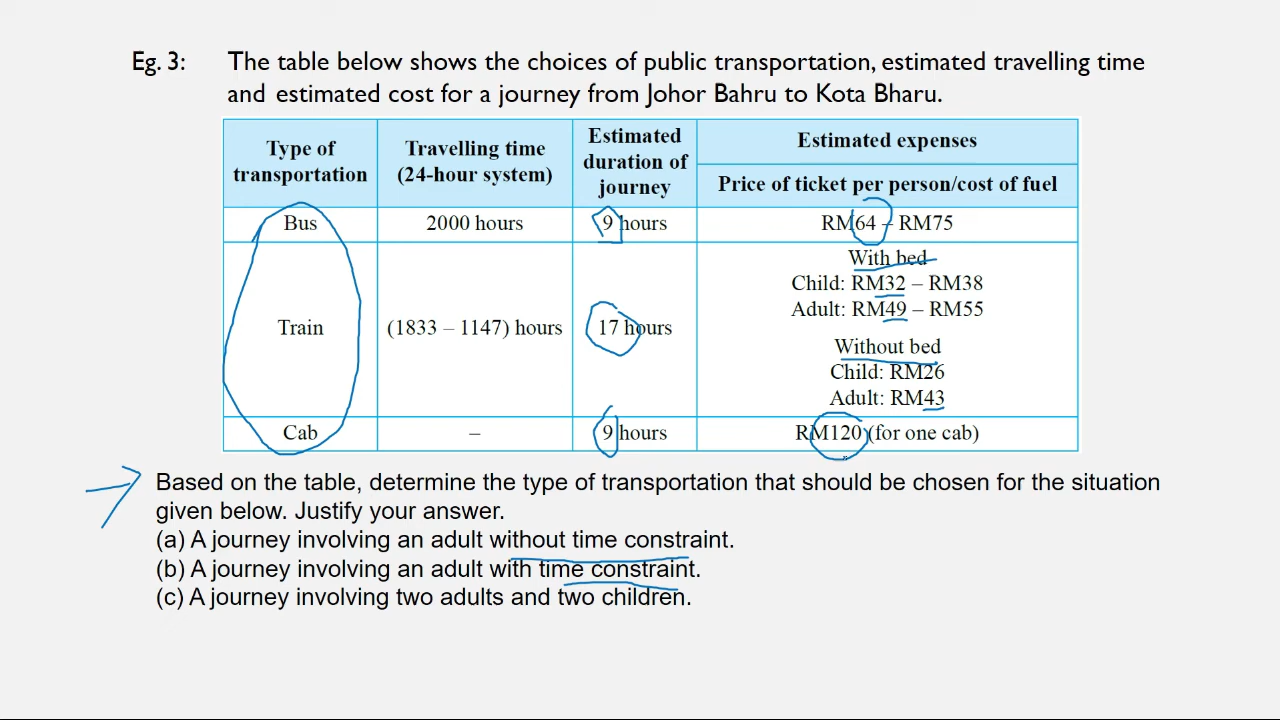 Eg. 3: The table below shows the choices of public transportation, estimated travelling time
and estimated cost for a journey from Johor Bahru to Kota Bharu.
Type of transportation Travelling time (24-hour system) Estimated duration of journey Estimated expenses
Price of ticket per person/cost of fuel
Bus 2000 hours 9 hours RM64 – RM75
Train (1833 – 1147) hours 17 hours With bed
Child: RM32 – RM38
Adult: RM49 – RM55
Without bed
Child: RM26
Adult: RM43
Cab – 9 hours RM120 (for one cab)
Based on the table, determine the type of transportation that should be chosen for the situation
given below. Justify your answer.
(a) A journey involving an adult without time constraint.
(b) A journey involving an adult with time constraint.
(c) A journey involving two adults and two children.